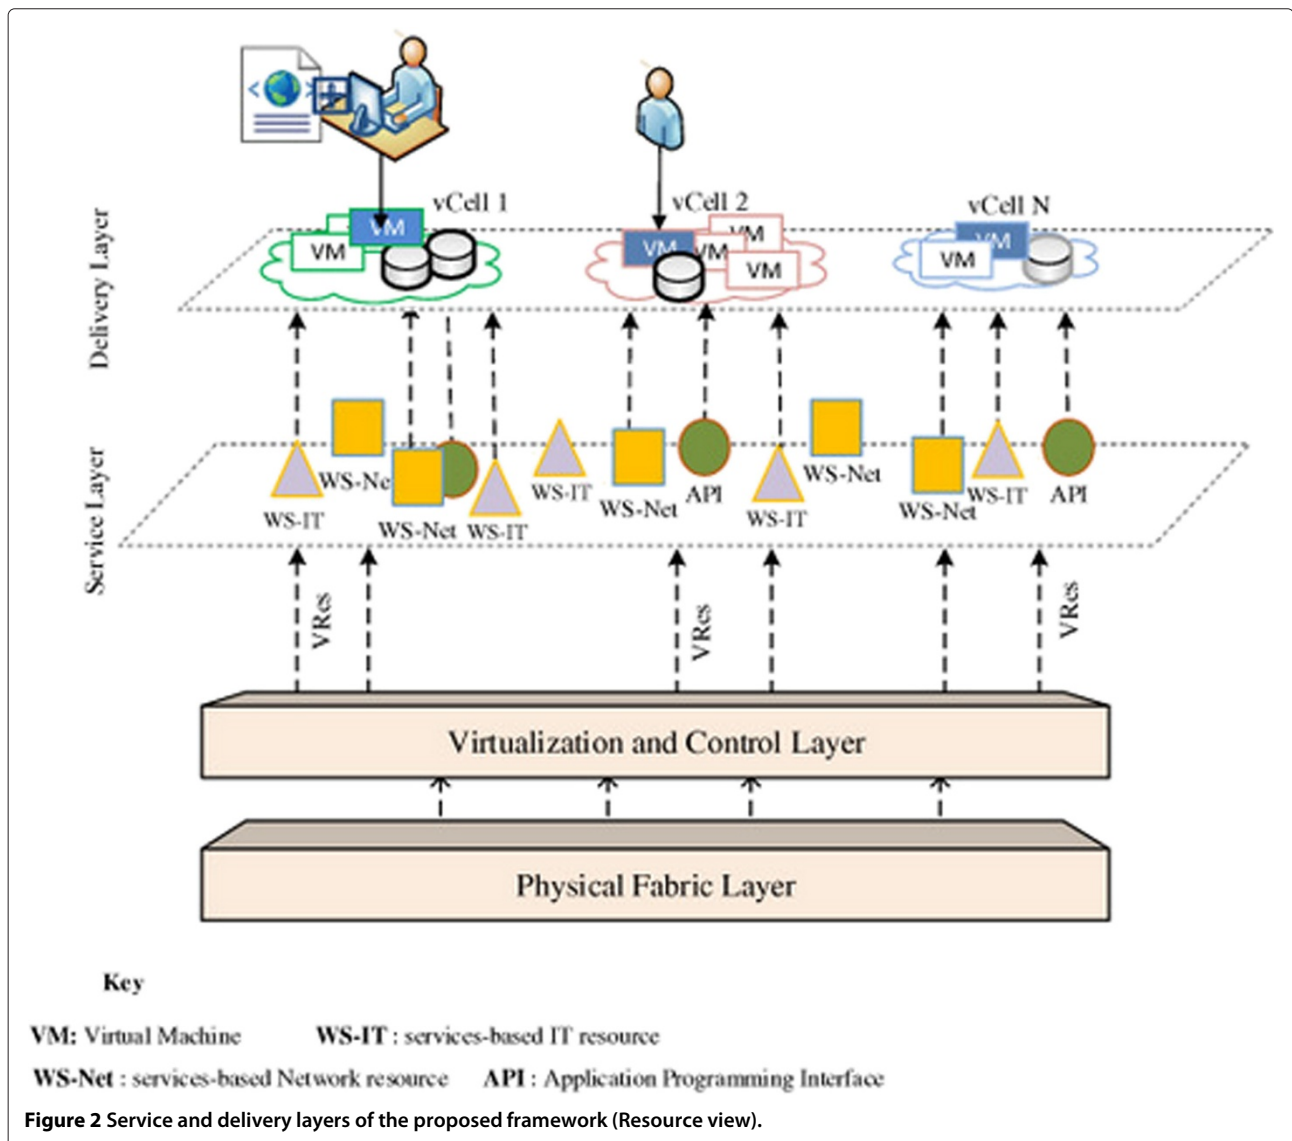 vCell 1
vCell 2
vCell N
VM
VM
VM
VM
VM
VM
VM
VM
Delivery Layer
WS-Net
WS-Net
WS-Ne
WS-IT
WS-Net
WS-IT
WS-IT
WS-Net
API
WS-IT
WS-Net
WS-IT
API
Service Layer
VRes
VRes
VRes
Virtualization and Control Layer
Physical Fabric Layer
Key
VM: Virtual Machine WS-IT : services-based IT resource
WS-Net : services-based Network resource API : Application Programming Interface
Figure 2 Service and delivery layers of the proposed framework (Resource view).